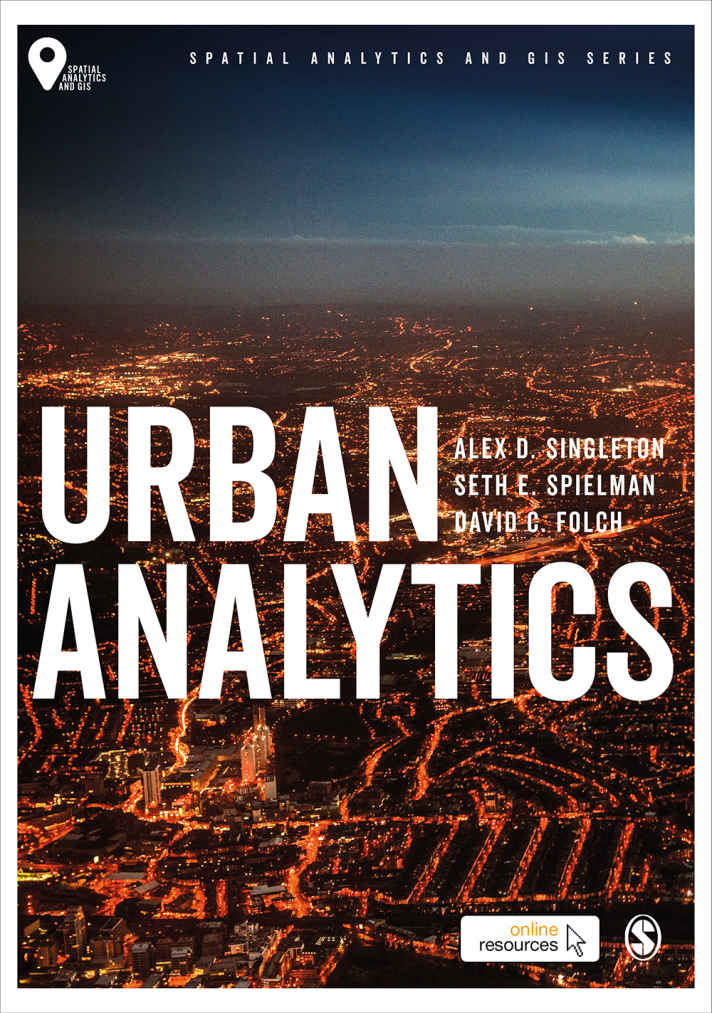 SPATIAL ANALYTICS AND GIS SERIES
SPATIAL
ANALYTICS
AND GIS
URBAN
ALEX D. SINGLETON
SETH E. SPIELMAN
DAVID C. FOLCH
ANALYTICS
online
resources
S